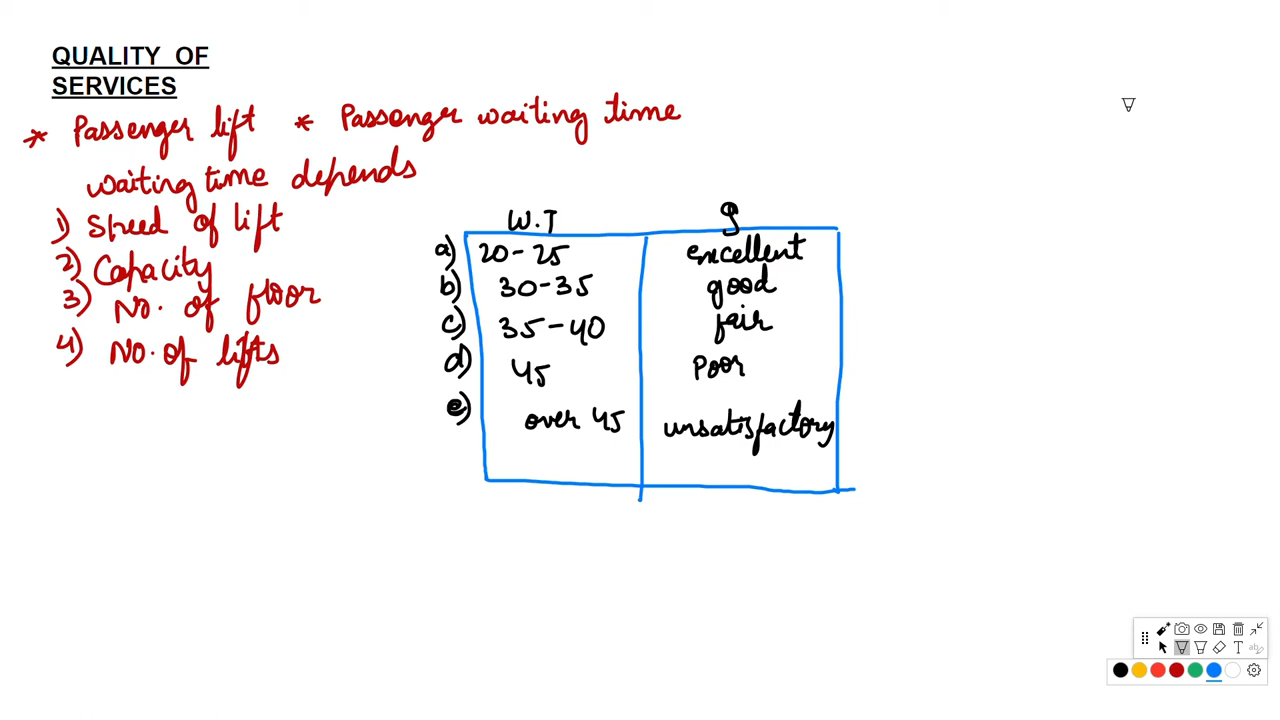 QUALITY OF
SERVICES
* Passenger lift * Passenger waiting time
waiting time depends
1) Speed of lift
2) Capacity
3) No. of floor
4) No. of lifts
W.T
a) 20-25 excellent
b) 30-35 good
c) 35-40 fair
d) 45 Poor
e) over 45 unsatisfactory